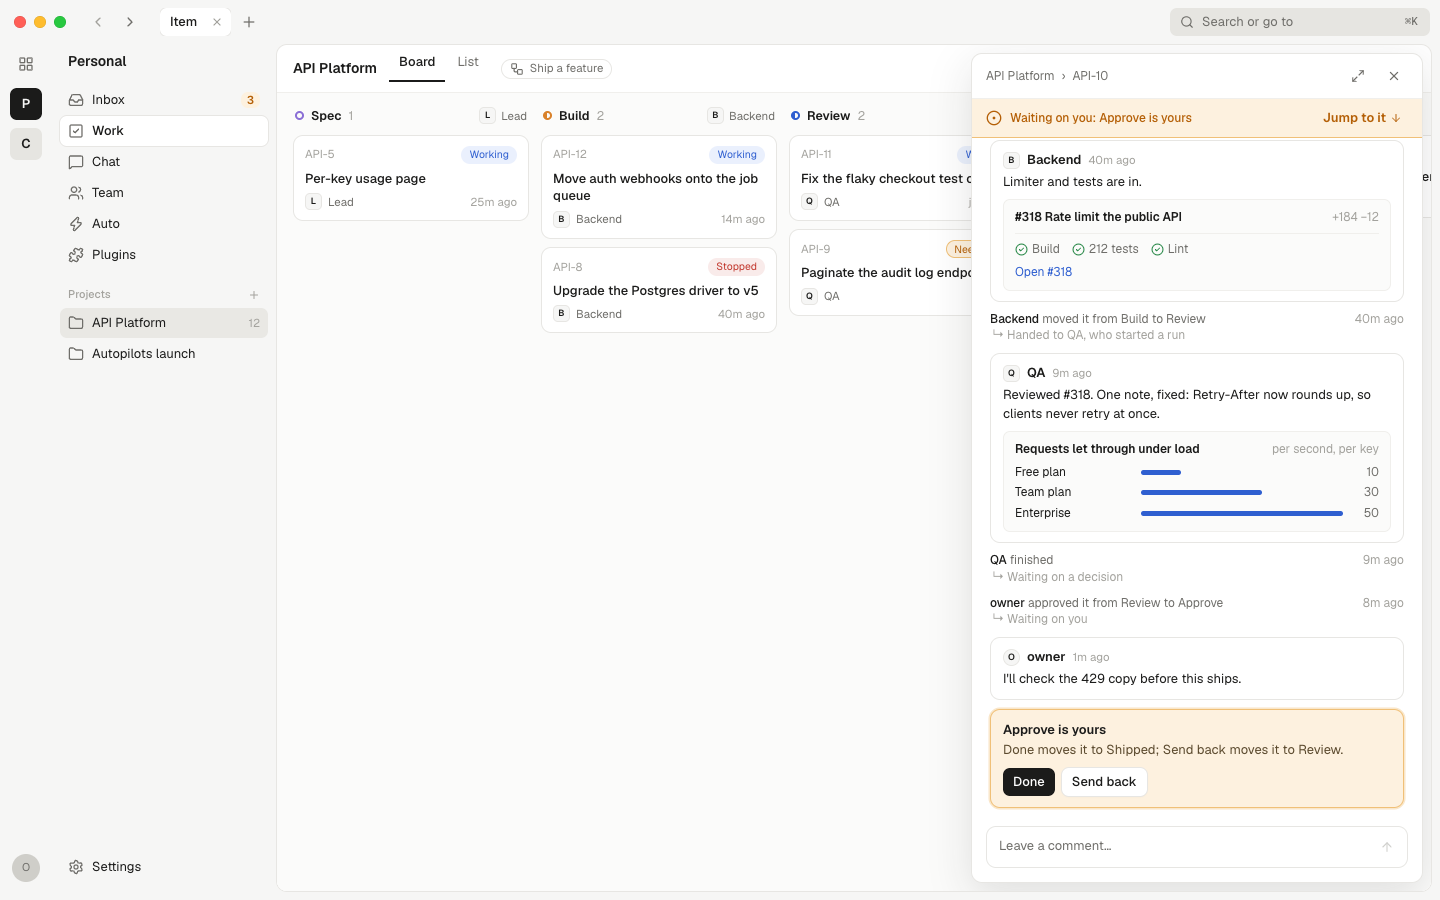 Item
Search or go to
⌘K
P
C
Personal
Inbox 3
Work
Chat
Team
Auto
Plugins
Projects
API Platform 12
Autopilots launch
O
Settings
API Platform
Board
List
Ship a feature
Spec 1
L Lead
API-5
Working
Per-key usage page
L Lead
25m ago
Build 2
B Backend
API-12
Working
Move auth webhooks onto the job
queue
B Backend
14m ago
API-8
Stopped
Upgrade the Postgres driver to v5
B Backend
40m ago
Review 2
API-11
Fix the flaky checkout test
Q QA
API-9
Paginate the audit log
Q QA
API Platform › API-10
Waiting on you: Approve is yours
Jump to it ↓
B Backend 40m ago
Limiter and tests are in.
#318 Rate limit the public API
+184 −12
Build
212 tests
Lint
Open #318
Backend moved it from Build to Review
40m ago
Handed to QA, who started a run
Q QA 9m ago
Reviewed #318. One note, fixed: Retry-After now rounds up, so
clients never retry at once.
Requests let through under load
per second, per key
Free plan 10
Team plan 30
Enterprise 50
QA finished
9m ago
Waiting on a decision
owner approved it from Review to Approve
8m ago
Waiting on you
O owner 1m ago
I'll check the 429 copy before this ships.
Approve is yours
Done moves it to Shipped; Send back moves it to Review.
Done
Send back
Leave a comment…